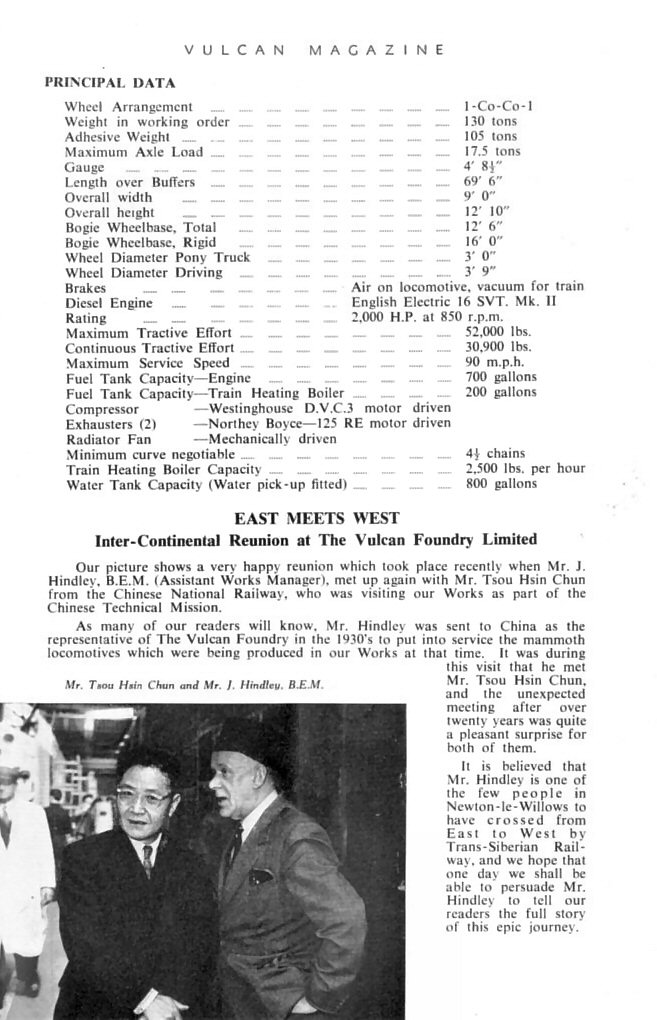 VULCAN MAGAZINE
PRINCIPAL DATA
Wheel Arrangement ...... 1-Co-Co-1
Weight in working order ...... 130 tons
Adhesive Weight ...... 105 tons
Maximum Axle Load ...... 17.5 tons
Gauge ...... 4' 8½"
Length over Buffers ...... 69' 6"
Overall width ...... 9' 0"
Overall height ...... 12' 10"
Bogie Wheelbase, Total ...... 12' 6"
Bogie Wheelbase, Rigid ...... 16' 0"
Wheel Diameter Pony Truck ...... 3' 0"
Wheel Diameter Driving ...... 3' 9"
Brakes ...... Air on locomotive, vacuum for train
Diesel Engine ...... English Electric 16 SVT. Mk. II
Rating ...... 2,000 H.P. at 850 r.p.m.
Maximum Tractive Effort ...... 52,000 lbs.
Continuous Tractive Effort ...... 30,900 lbs.
Maximum Service Speed ...... 90 m.p.h.
Fuel Tank Capacity—Engine ...... 700 gallons
Fuel Tank Capacity—Train Heating Boiler ...... 200 gallons
Compressor —Westinghouse D.V.C.3 motor driven
Exhausters (2) —Northey Boyce—125 RE motor driven
Radiator Fan —Mechanically driven
Minimum curve negotiable ...... 4½ chains
Train Heating Boiler Capacity ...... 2,500 lbs. per hour
Water Tank Capacity (Water pick-up fitted) ...... 800 gallons
EAST MEETS WEST
Inter-Continental Reunion at The Vulcan Foundry Limited
Our picture shows a very happy reunion which took place recently when Mr. J.
Hindley, B.E.M. (Assistant Works Manager), met up again with Mr. Tsou Hsin Chun
from the Chinese National Railway, who was visiting our Works as part of the
Chinese Technical Mission.
As many of our readers will know, Mr. Hindley was sent to China as the
representative of The Vulcan Foundry in the 1930's to put into service the mammoth
locomotives which were being produced in our Works at that time. It was during
this visit that he met
Mr. Tsou Hsin Chun,
and the unexpected
meeting after over
twenty years was quite
a pleasant surprise for
both of them.
It is believed that
Mr. Hindley is one of
the few people in
Newton-le-Willows to
have crossed from
East to West by
Trans-Siberian Rail-
way, and we hope that
one day we shall be
able to persuade Mr.
Hindley to tell our
readers the full story
of this epic journey.
Mr. Tsou Hsin Chun and Mr. J. Hindley, B.E.M.